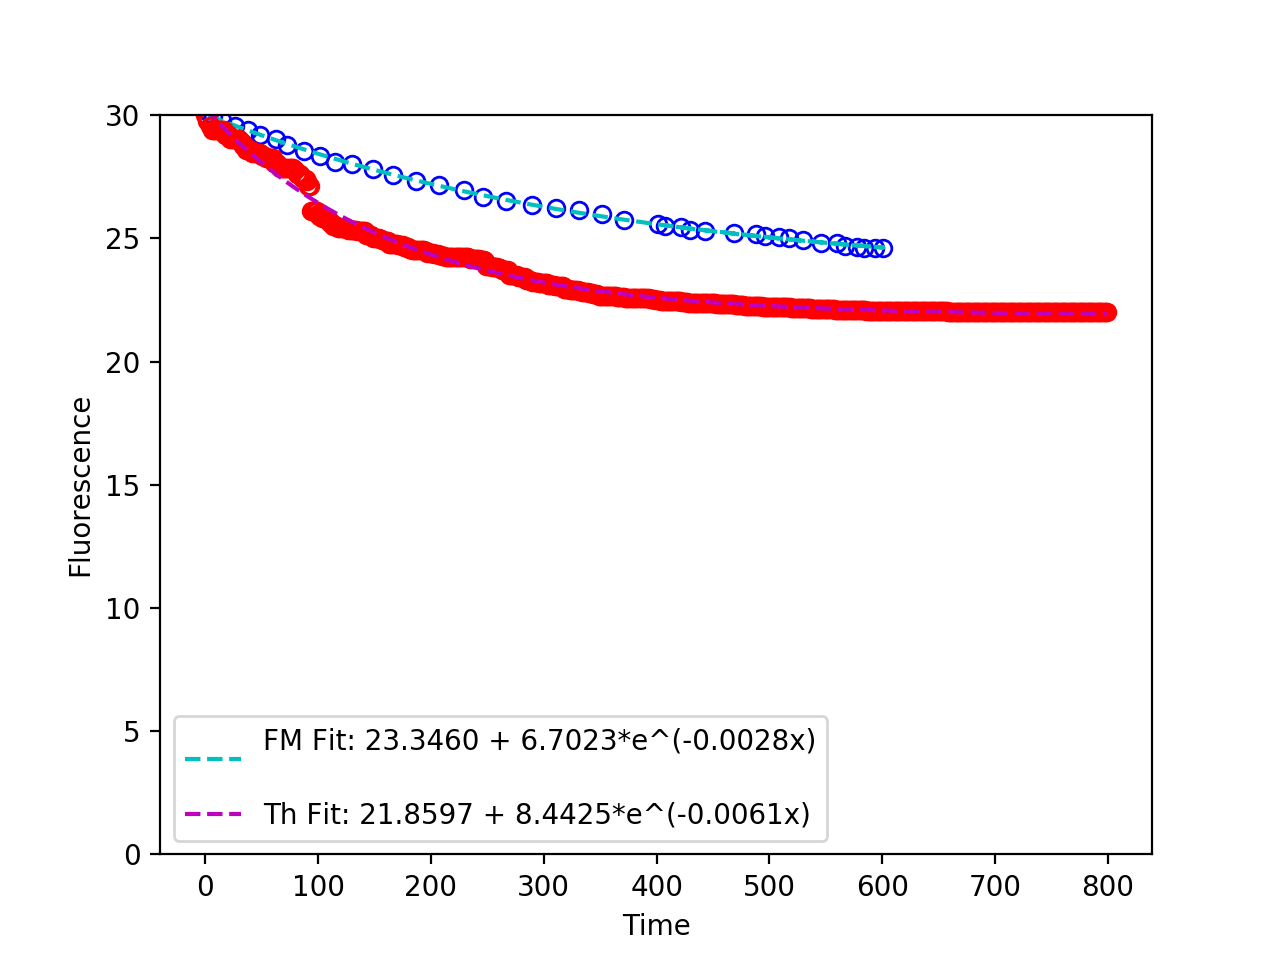 30
25
20
15
10
5
0
Fluorescence
FM Fit: 23.3460 + 6.7023*e^(-0.0028x)
Th Fit: 21.8597 + 8.4425*e^(-0.0061x)
0 100 200 300 400 500 600 700 800
Time